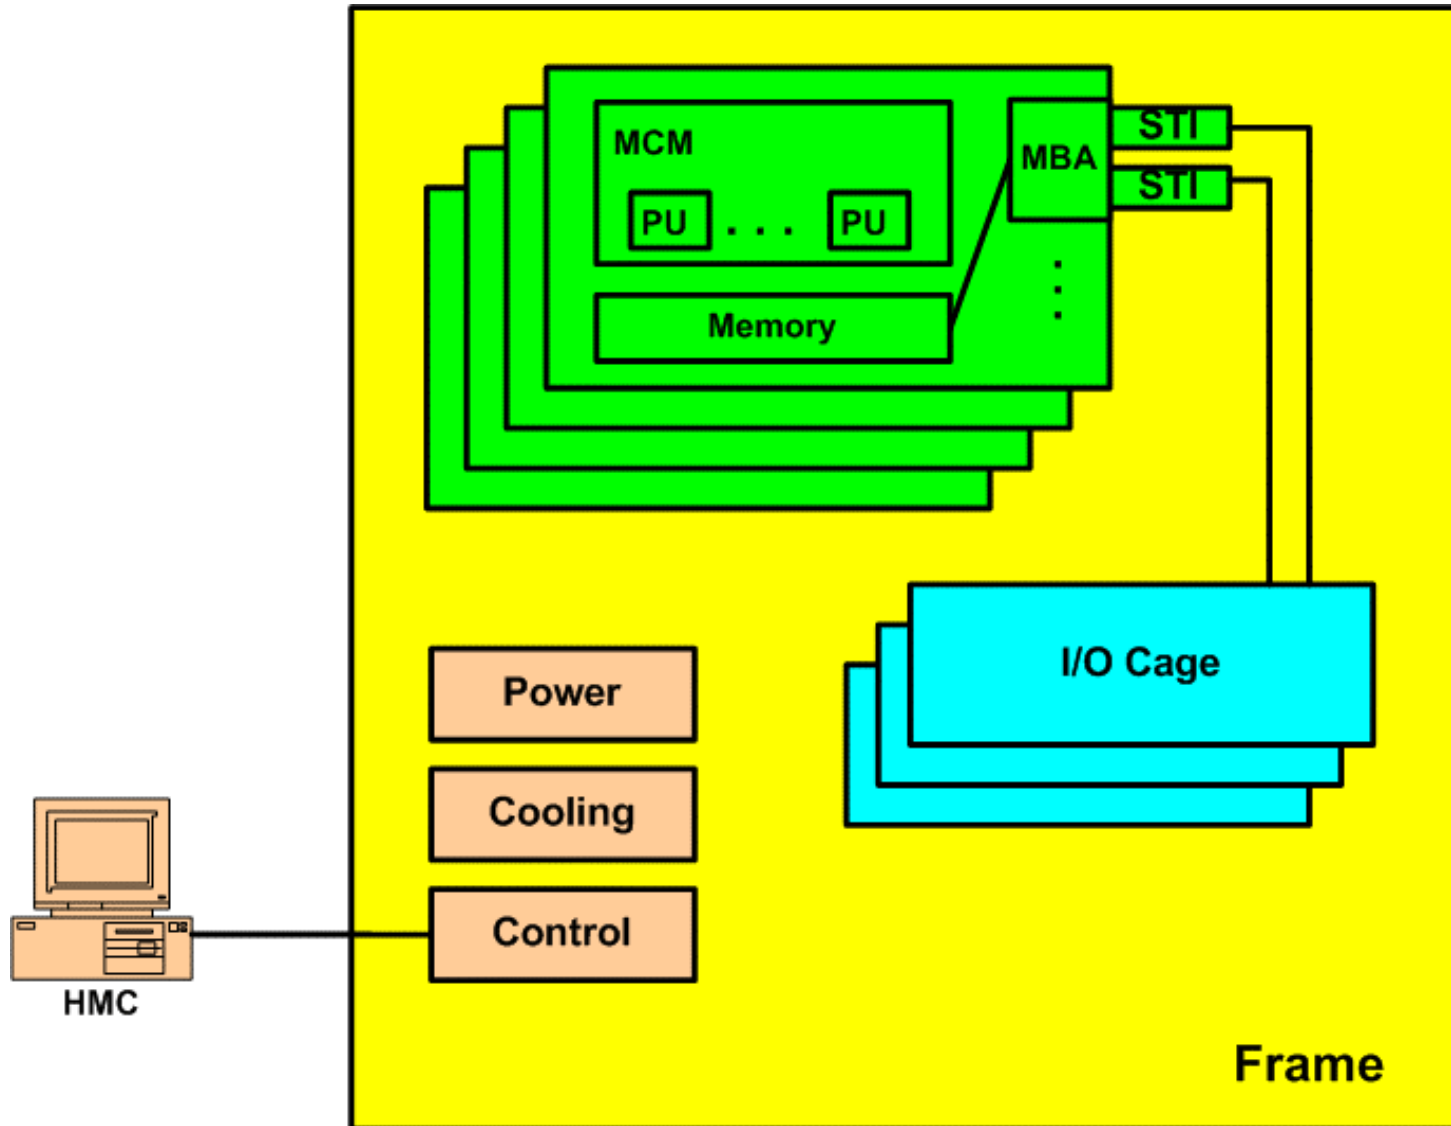 MCM
MBA
STI
STI
PU . . . PU
Memory
I/O Cage
Power
Cooling
Control
HMC
Frame